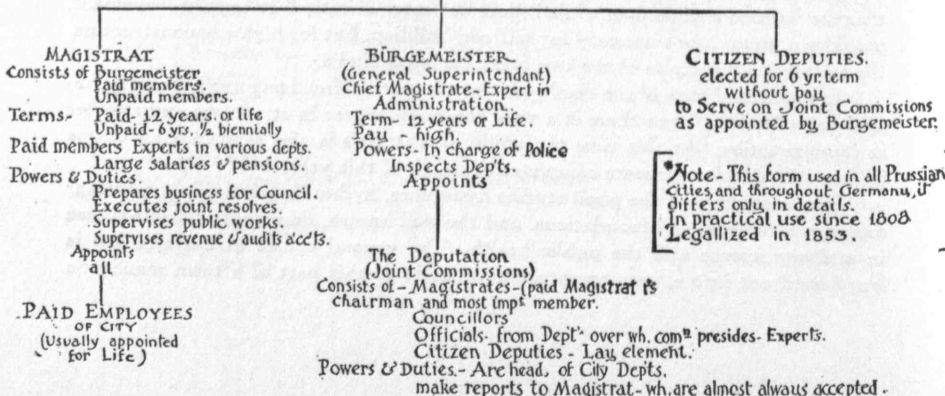 MAGISTRAT
Consists of Burgemeister
Paid members.
Unpaid members.
Terms.- Paid- 12 years. or life
Unpaid- 6 yrs. ½ biennially
Paid members Experts in various depts.
Large salaries & pensions.
Powers & Duties.
Prepares business for Council.
Executes joint resolves.
Supervises public works.
Supervises revenue & audits acc'ts.
Appoints
all
PAID EMPLOYEES
OF CITY
(Usually appointed
for Life)
BÜRGEMEISTER
(General Superintendant)
Chief Magistrate- Expert in
Administration.
Term- 12 years or Life.
Pay - high.
Powers- In charge of Police
Inspects Dep'ts.
Appoints
The Deputation
(Joint Commissions)
Consists of- Magistrates-(paid Magistrat is
chairman and most imp't member.
Councillors
Officials- from Dep't over wh. com'n presides- Experts.
Citizen Deputies - Lay element.
Powers & Duties.- Are head, of City Depts.
make reports to Magistrat- wh. are almost always accepted.
CITIZEN DEPUTIES.
elected for 6 yr. term
without pay
to Serve on - Joint Commissions
as appointed by Burgemeister.
Note - This form used in all Prussian
cities, and throughout Germany, it
differs only in details.
In practical use since 1808
Legallized in 1853.